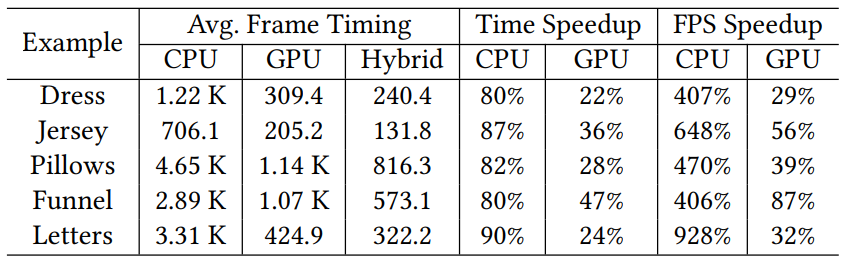 Example Avg. Frame Timing Time Speedup FPS Speedup
CPU GPU Hybrid CPU GPU CPU GPU
Dress 1.22 K 309.4 240.4 80% 22% 407% 29%
Jersey 706.1 205.2 131.8 87% 36% 648% 56%
Pillows 4.65 K 1.14 K 816.3 82% 28% 470% 39%
Funnel 2.89 K 1.07 K 573.1 80% 47% 406% 87%
Letters 3.31 K 424.9 322.2 90% 24% 928% 32%